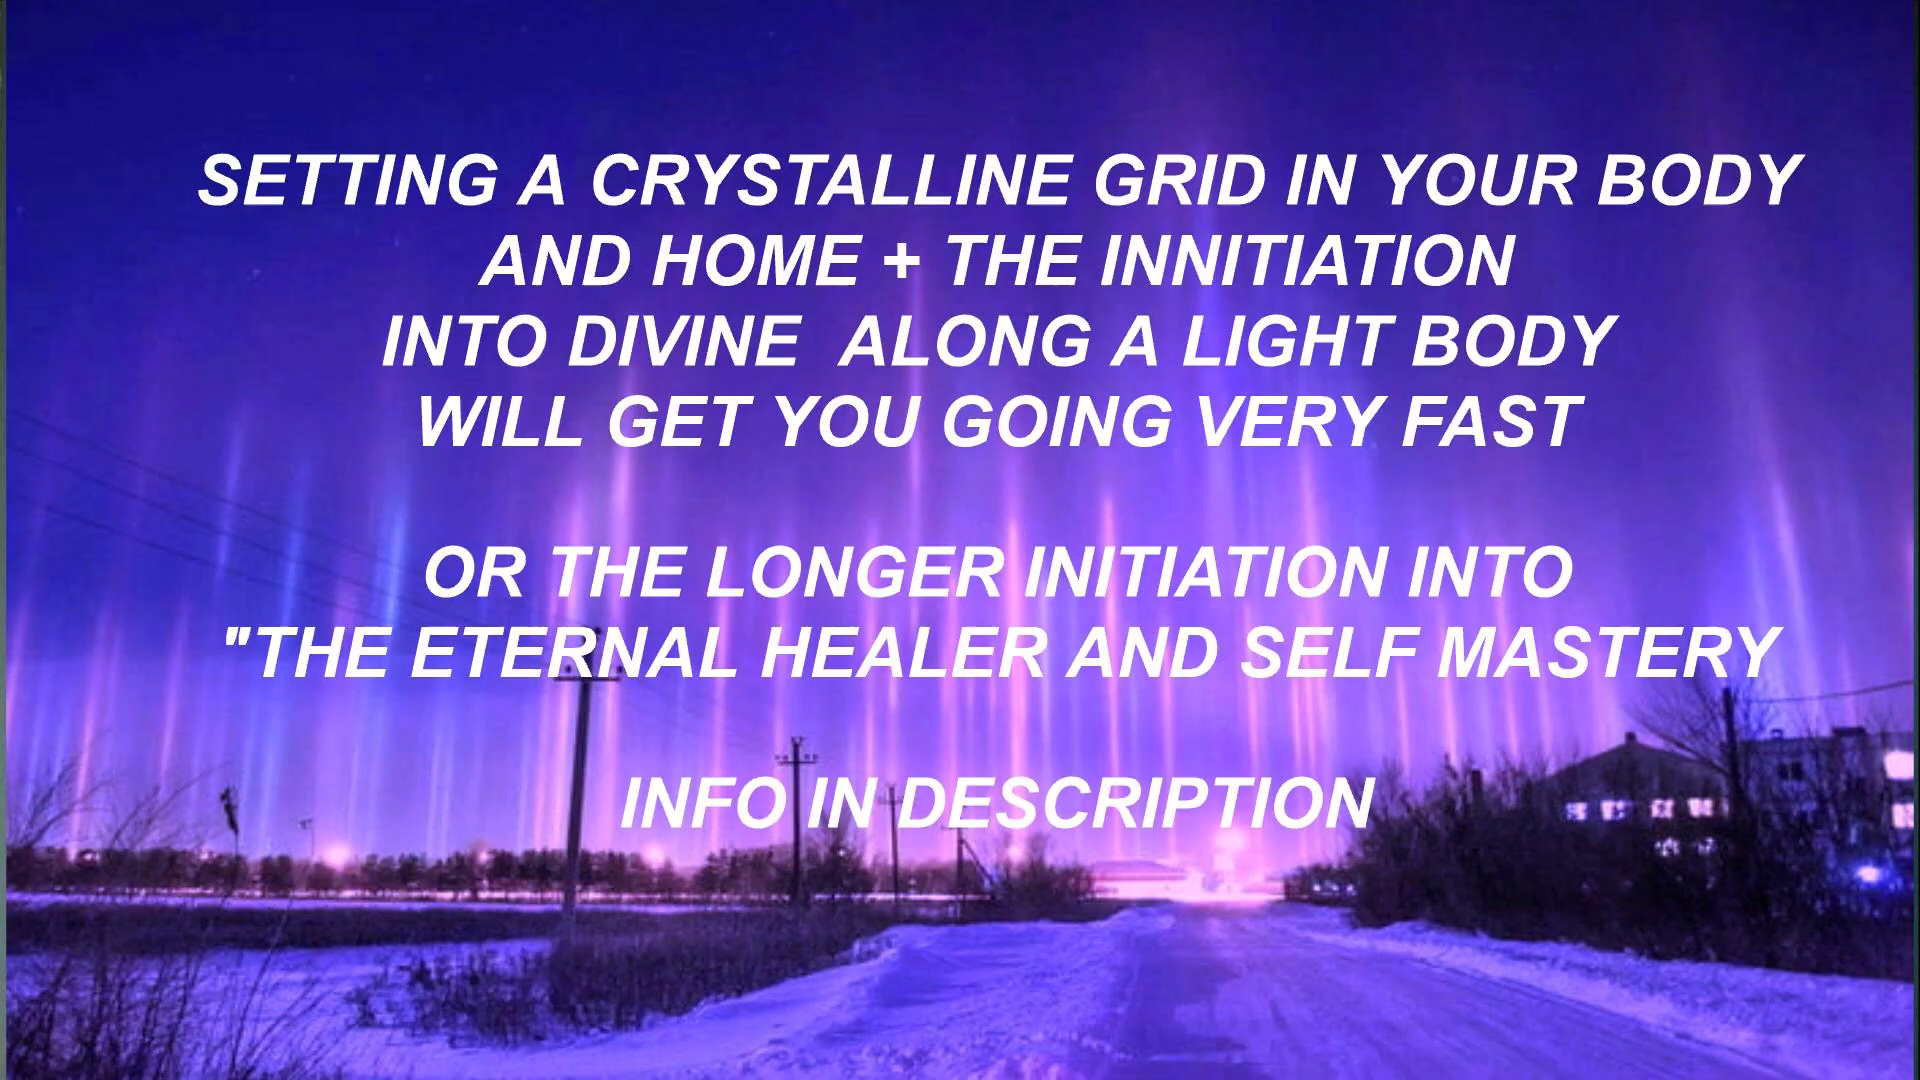 SETTING A CRYSTALLINE GRID IN YOUR BODY
AND HOME + THE INNITIATION
INTO DIVINE  ALONG A LIGHT BODY
WILL GET YOU GOING VERY FAST
OR THE LONGER INITIATION INTO
"THE ETERNAL HEALER AND SELF MASTERY
INFO IN DESCRIPTION